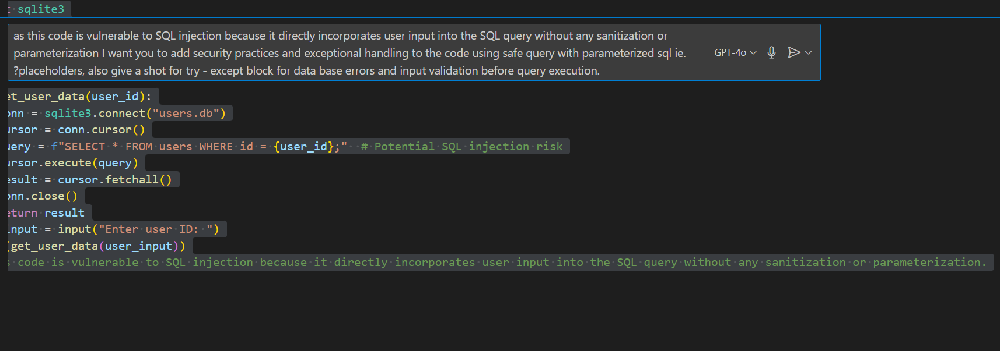 t sqlite3
as this code is vulnerable to SQL injection because it directly incorporates user input into the SQL query without any sanitization or
parameterization I want you to add security practices and exceptional handling to the code using safe query with parameterized sql ie.
?placeholders, also give a shot for try - except block for data base errors and input validation before query execution.
GPT-4o
et_user_data(user_id):
onn = sqlite3.connect("users.db")
ursor = conn.cursor()
uery = f"SELECT * FROM users WHERE id = {user_id};"  # Potential SQL injection risk
ursor.execute(query)
esult = cursor.fetchall()
onn.close()
eturn result
input = input("Enter user ID: ")
(get_user_data(user_input))
s code is vulnerable to SQL injection because it directly incorporates user input into the SQL query without any sanitization or parameterization.